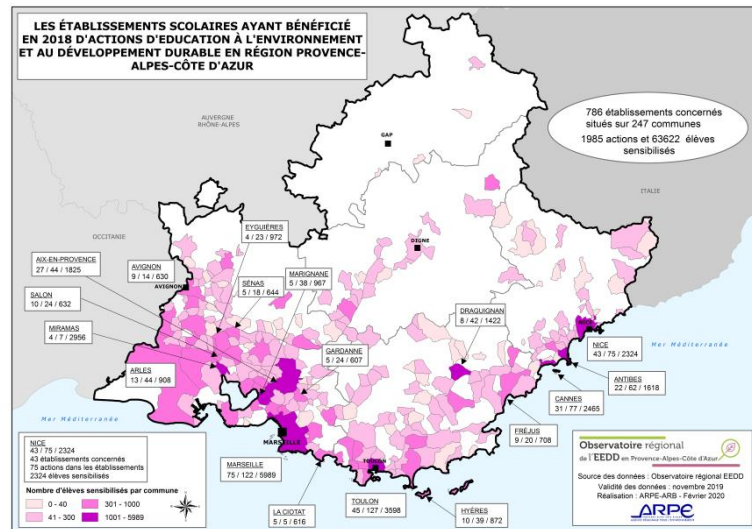 LES ÉTABLISSEMENTS SCOLAIRES AYANT BÉNÉFICIÉ
EN 2018 D'ACTIONS D'EDUCATION À L'ENVIRONNEMENT
ET AU DÉVELOPPEMENT DURABLE EN RÉGION PROVENCE-
ALPES-CÔTE D'AZUR
AUVERGNE
RHÔNE-ALPES
786 établissements concernés
situés sur 247 communes
1985 actions et 63622 élèves
sensibilisés
GAP
ITALIE
OCCITANIE
EYGUIÈRES
4 / 23 / 972
AIX-EN-PROVENCE
27 / 44 / 1825
AVIGNON
9 / 14 / 630
AVIGNON
MARIGNANE
5 / 38 / 967
DIGNE
SÉNAS
5 / 18 / 644
SALON
10 / 24 / 632
MIRAMAS
4 / 7 / 2956
DRAGUIGNAN
8 / 42 / 1422
GARDANNE
5 / 24 / 607
ARLES
13 / 44 / 908
NICE
43 / 75 / 2324
Mer Méditerranée
ANTIBES
22 / 62 / 1618
CANNES
31 / 77 / 2465
FRÉJUS
9 / 20 / 708
Mer Méditerranée
NICE
43 / 75 / 2324
43 établissements concernés
75 actions dans les établissements
2324 élèves sensibilisés
MARSEILLE
MARSEILLE
75 / 122 / 5989
LA CIOTAT
5 / 5 / 616
TOULON
TOULON
45 / 127 / 3598
HYÈRES
10 / 39 / 872
Nombre d'élèves sensibilisés par commune
0 - 40
301 - 1000
41 - 300
1001 - 5989
Observatoire régional
de l'EEDD en Provence-Alpes-Côte d'Azur
Source des données : Observatoire régional EEDD
Validité des données : novembre 2019
Réalisation : ARPE-ARB - Février 2020
ARPE